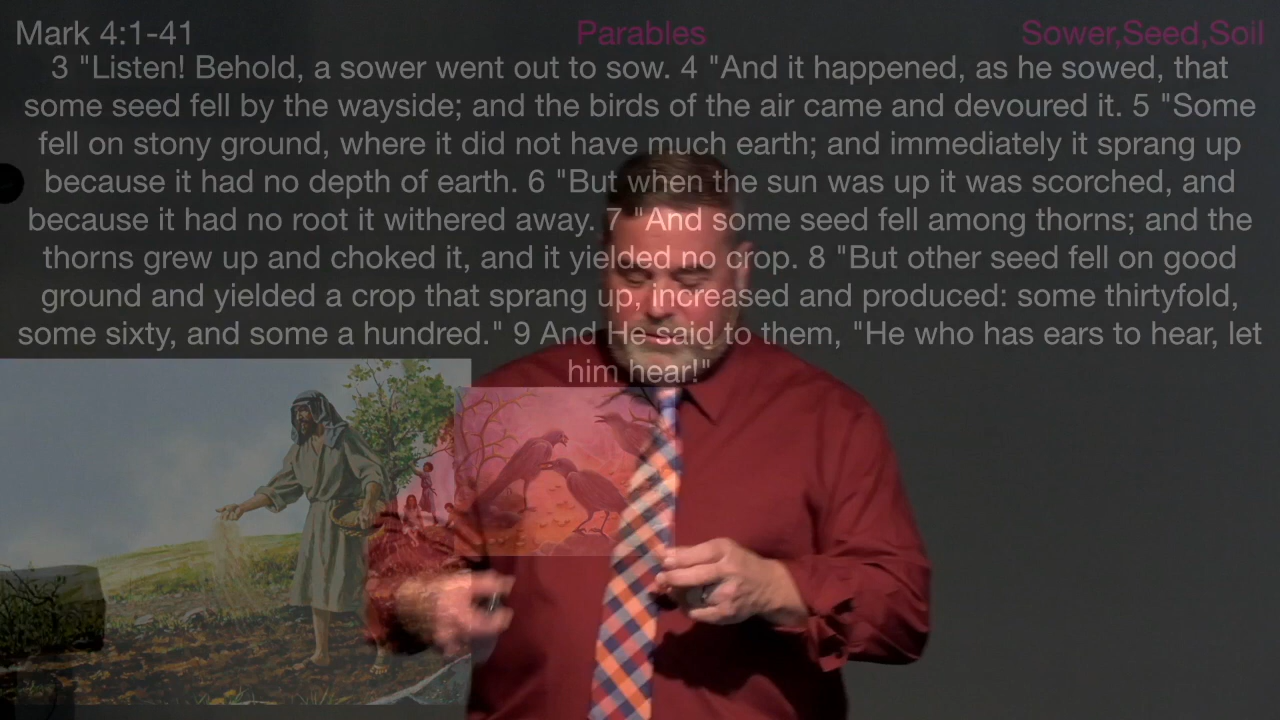 Mark 4:1-41 Parables Sower,Seed,Soil
3 "Listen! Behold, a sower went out to sow. 4 "And it happened, as he sowed, that
some seed fell by the wayside; and the birds of the air came and devoured it. 5 "Some
fell on stony ground, where it did not have much earth; and immediately it sprang up
because it had no depth of earth. 6 "But when the sun was up it was scorched, and
because it had no root it withered away. 7 "And some seed fell among thorns; and the
thorns grew up and choked it, and it yielded no crop. 8 "But other seed fell on good
ground and yielded a crop that sprang up, increased and produced: some thirtyfold,
some sixty, and some a hundred." 9 And He said to them, "He who has ears to hear, let
him hear!"